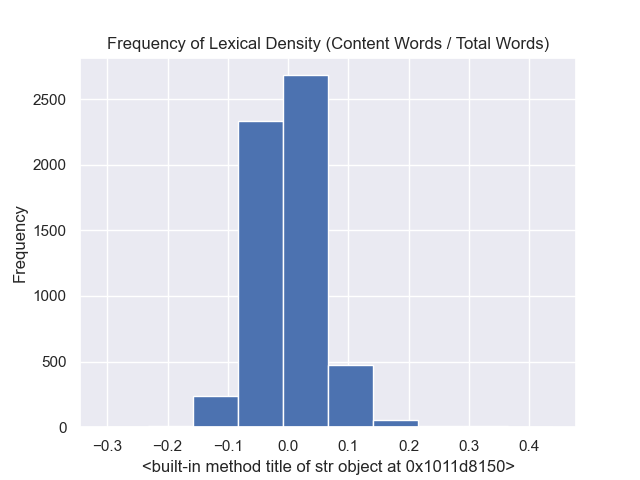 Frequency of Lexical Density (Content Words / Total Words)
2500
2000
1500
1000
500
0
Frequency
−0.3 −0.2 −0.1 0.0 0.1 0.2 0.3 0.4
<built-in method title of str object at 0x1011d8150>